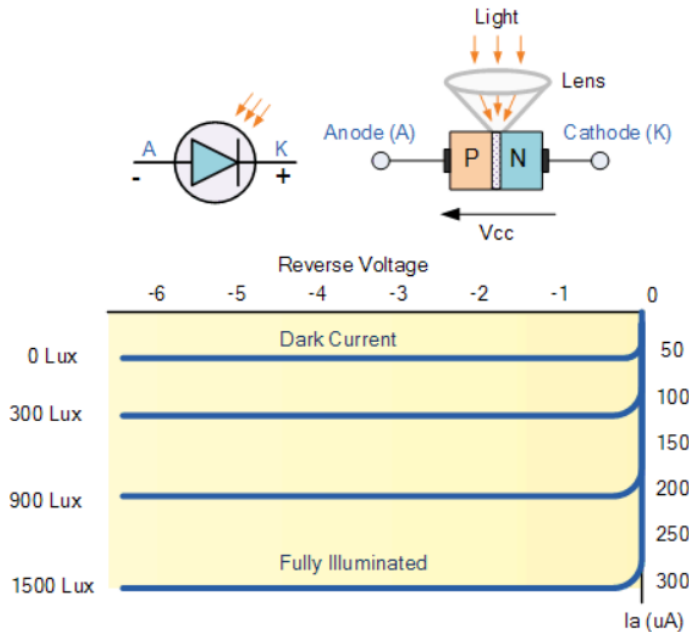 Light
Lens
A
K
-
+
Anode (A)
P
N
Cathode (K)
Vcc
Reverse Voltage
-6 -5 -4 -3 -2 -1 0
Dark Current
0 Lux
50
100
300 Lux
150
900 Lux
200
250
Fully Illuminated
1500 Lux
300
Ia (uA)